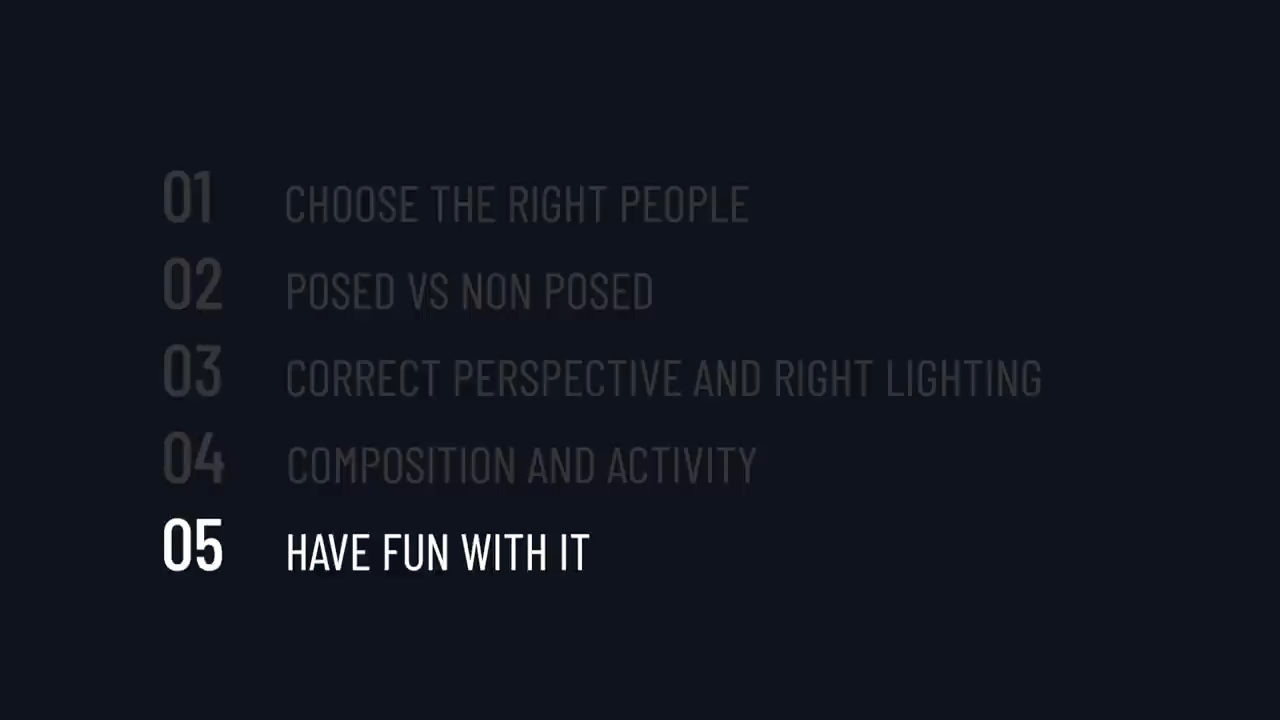 01 CHOOSE THE RIGHT PEOPLE
02 POSED VS NON POSED
03 CORRECT PERSPECTIVE AND RIGHT LIGHTING
04 COMPOSITION AND ACTIVITY
05 HAVE FUN WITH IT